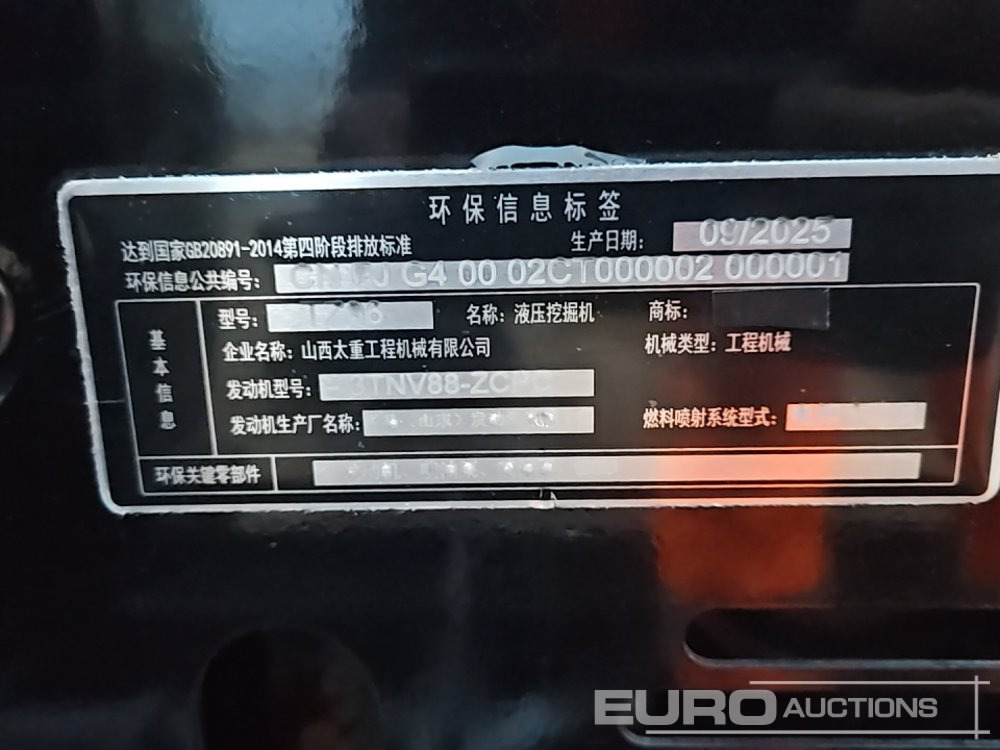 环保信息标签
达到国家GB20891-2014第四阶段排放标准 生产日期: 09/2025
环保信息公共编号: G4 00 02CT000002 000001
基本信息
型号: 名称: 液压挖掘机 商标:
企业名称: 山西太重工程机械有限公司 机械类型: 工程机械
发动机型号: 3TNV88-ZCPC
发动机生产厂名称: 燃料喷射系统型式:
环保关键零部件
EURO AUCTIONS